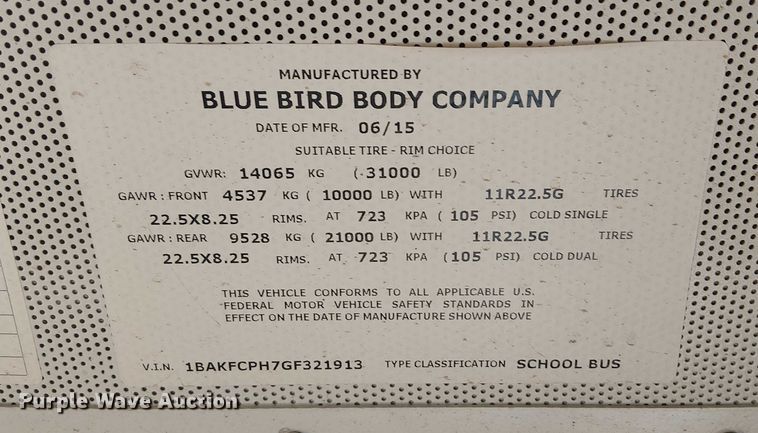 MANUFACTURED BY
BLUE BIRD BODY COMPANY
DATE OF MFR. 06/15
SUITABLE TIRE - RIM CHOICE
GVWR: 14065 KG (-31000 LB)
GAWR : FRONT 4537 KG ( 10000 LB) WITH 11R22.5G TIRES
22.5X8.25 RIMS. AT 723 KPA ( 105 PSI) COLD SINGLE
GAWR : REAR 9528 KG ( 21000 LB) WITH 11R22.5G TIRES
22.5X8.25 RIMS. AT 723 KPA (105 PSI) COLD DUAL
THIS VEHICLE CONFORMS TO ALL APPLICABLE U.S.
FEDERAL MOTOR VEHICLE SAFETY STANDARDS IN
EFFECT ON THE DATE OF MANUFACTURE SHOWN ABOVE
V.I.N. 1BAKFCPH7GF321913 TYPE CLASSIFICATION SCHOOL BUS
Purple Wave Auction